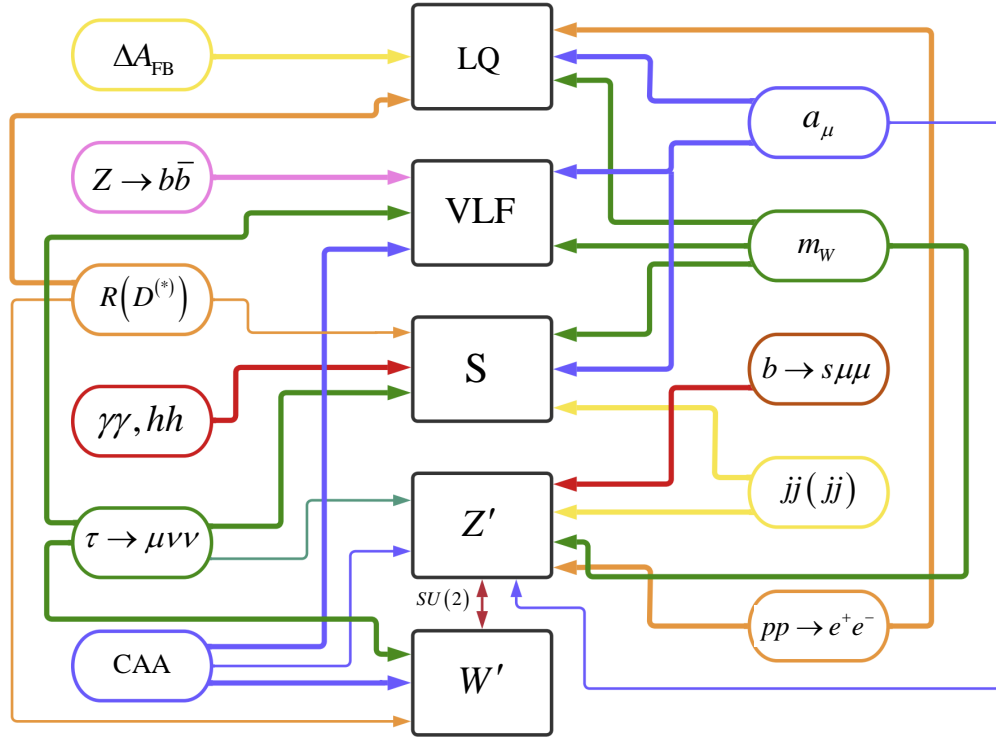 ΔA_FB
LQ
a_μ
Z → bb̅
VLF
m_W
R(D^(*))
S
b → sμμ
γγ, hh
jj(jj)
τ → μνν
Z′
SU(2)
pp → e⁺e⁻
CAA
W′